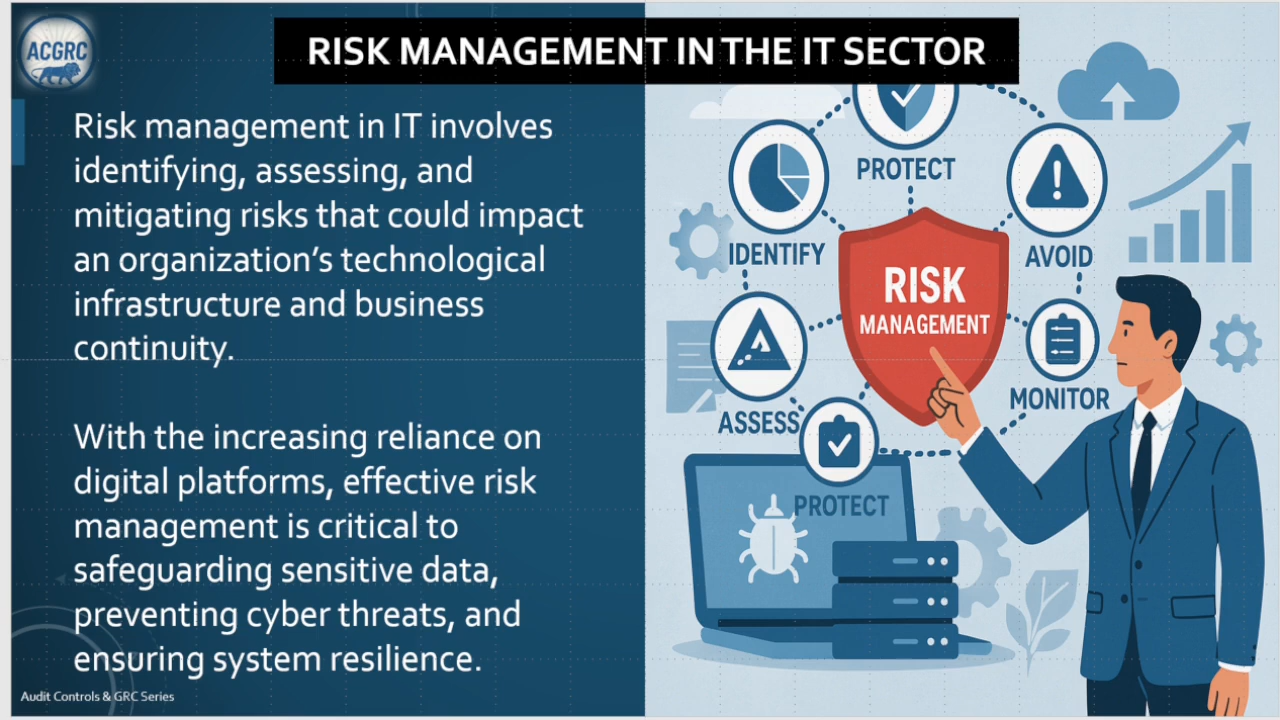 ACGRC
RISK MANAGEMENT IN THE IT SECTOR
Risk management in IT involves
identifying, assessing, and
mitigating risks that could impact
an organization’s technological
infrastructure and business
continuity.
With the increasing reliance on
digital platforms, effective risk
management is critical to
safeguarding sensitive data,
preventing cyber threats, and
ensuring system resilience.
Audit Controls & GRC Series
PROTECT
IDENTIFY
AVOID
RISK
MANAGEMENT
ASSESS
MONITOR
PROTECT